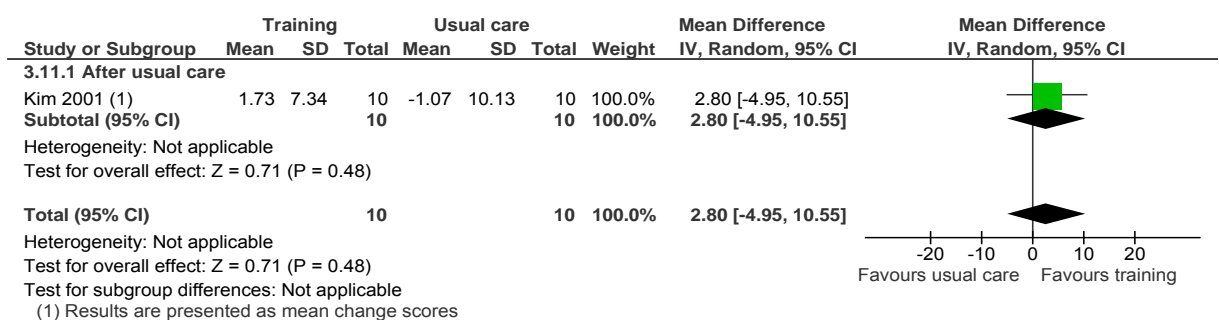 Training Usual care Mean Difference Mean Difference
Study or Subgroup Mean SD Total Mean SD Total Weight IV, Random, 95% CI IV, Random, 95% CI
3.11.1 After usual care
Kim 2001 (1) 1.73 7.34 10 -1.07 10.13 10 100.0% 2.80 [-4.95, 10.55]
Subtotal (95% CI) 10 10 100.0% 2.80 [-4.95, 10.55]
Heterogeneity: Not applicable
Test for overall effect: Z = 0.71 (P = 0.48)
Total (95% CI) 10 10 100.0% 2.80 [-4.95, 10.55]
Heterogeneity: Not applicable
Test for overall effect: Z = 0.71 (P = 0.48)
Test for subgroup differences: Not applicable
(1) Results are presented as mean change scores
-20 -10 0 10 20
Favours usual care Favours training